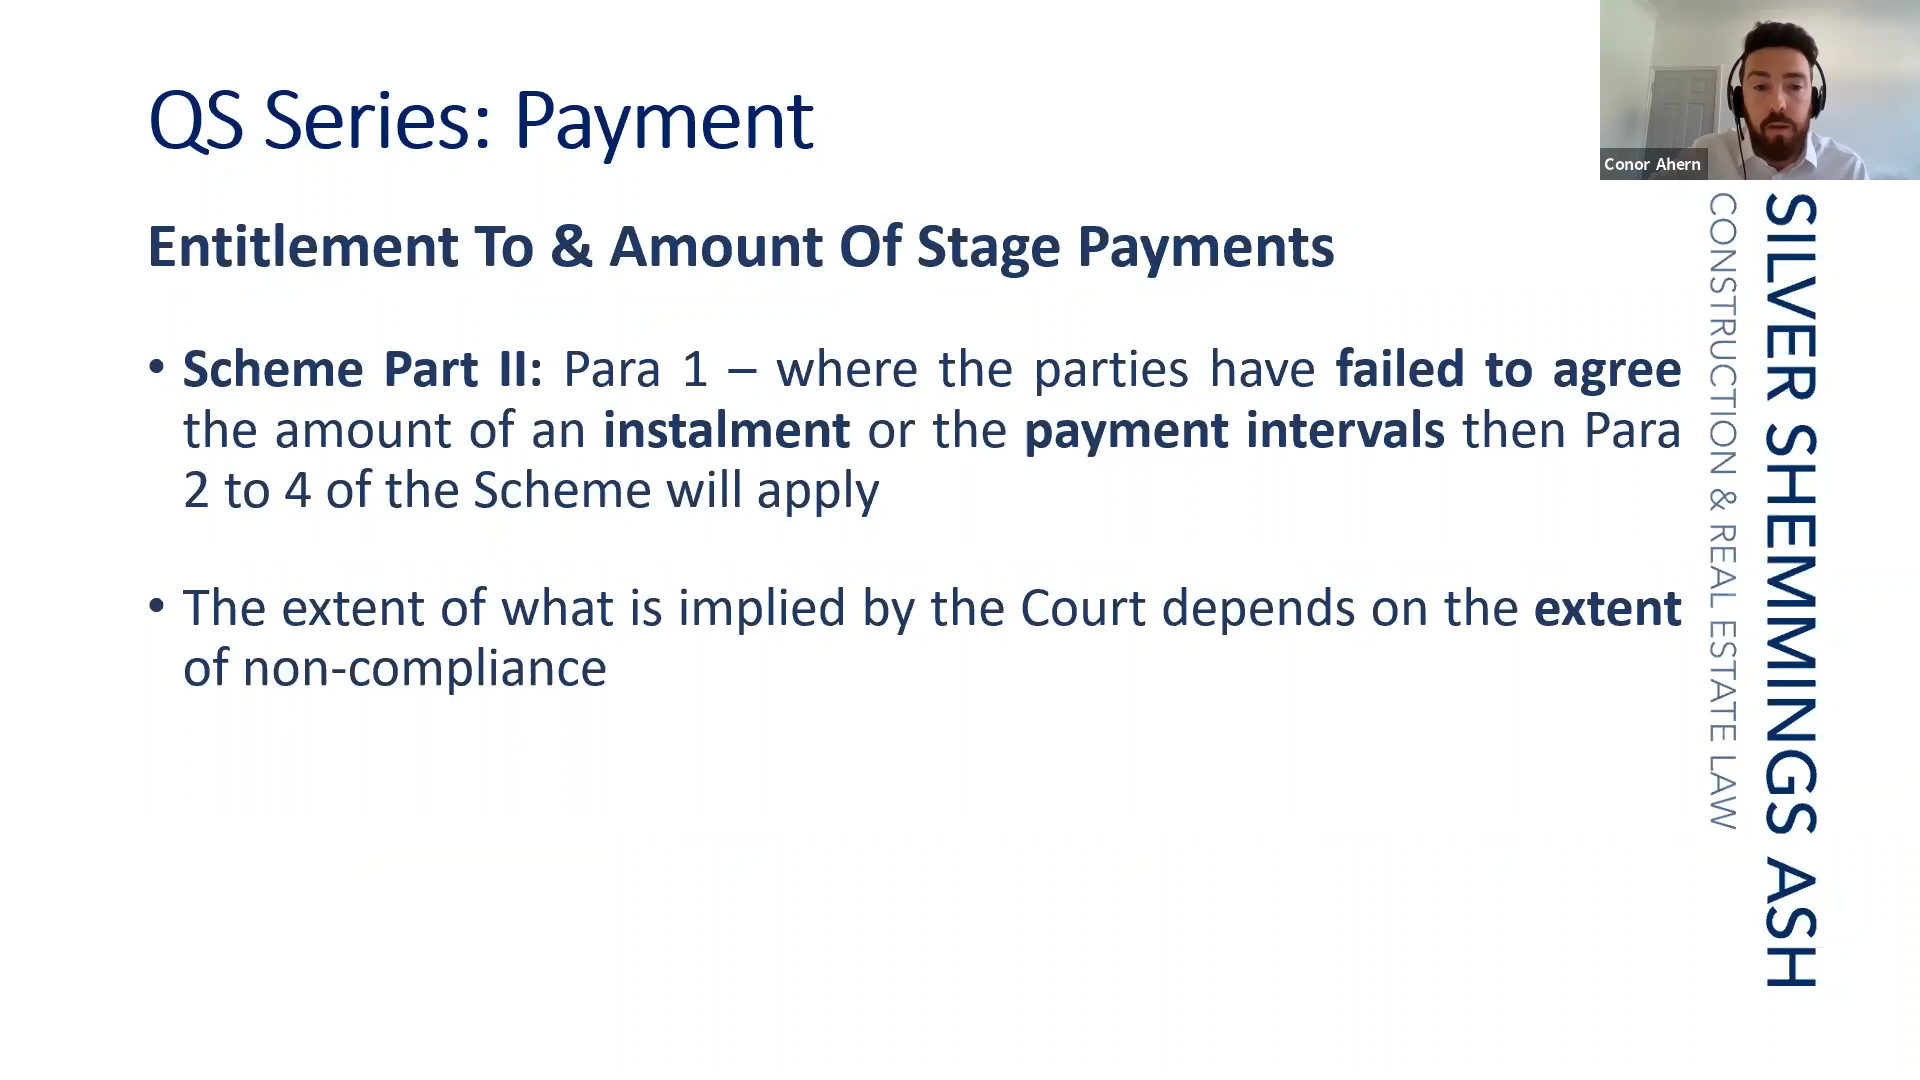 QS Series: Payment
Conor Ahern
Entitlement To & Amount Of Stage Payments
• Scheme Part II: Para 1 – where the parties have failed to agree
the amount of an instalment or the payment intervals then Para
2 to 4 of the Scheme will apply
• The extent of what is implied by the Court depends on the extent
of non-compliance
SILVER SHEMMINGS ASH
CONSTRUCTION & REAL ESTATE LAW